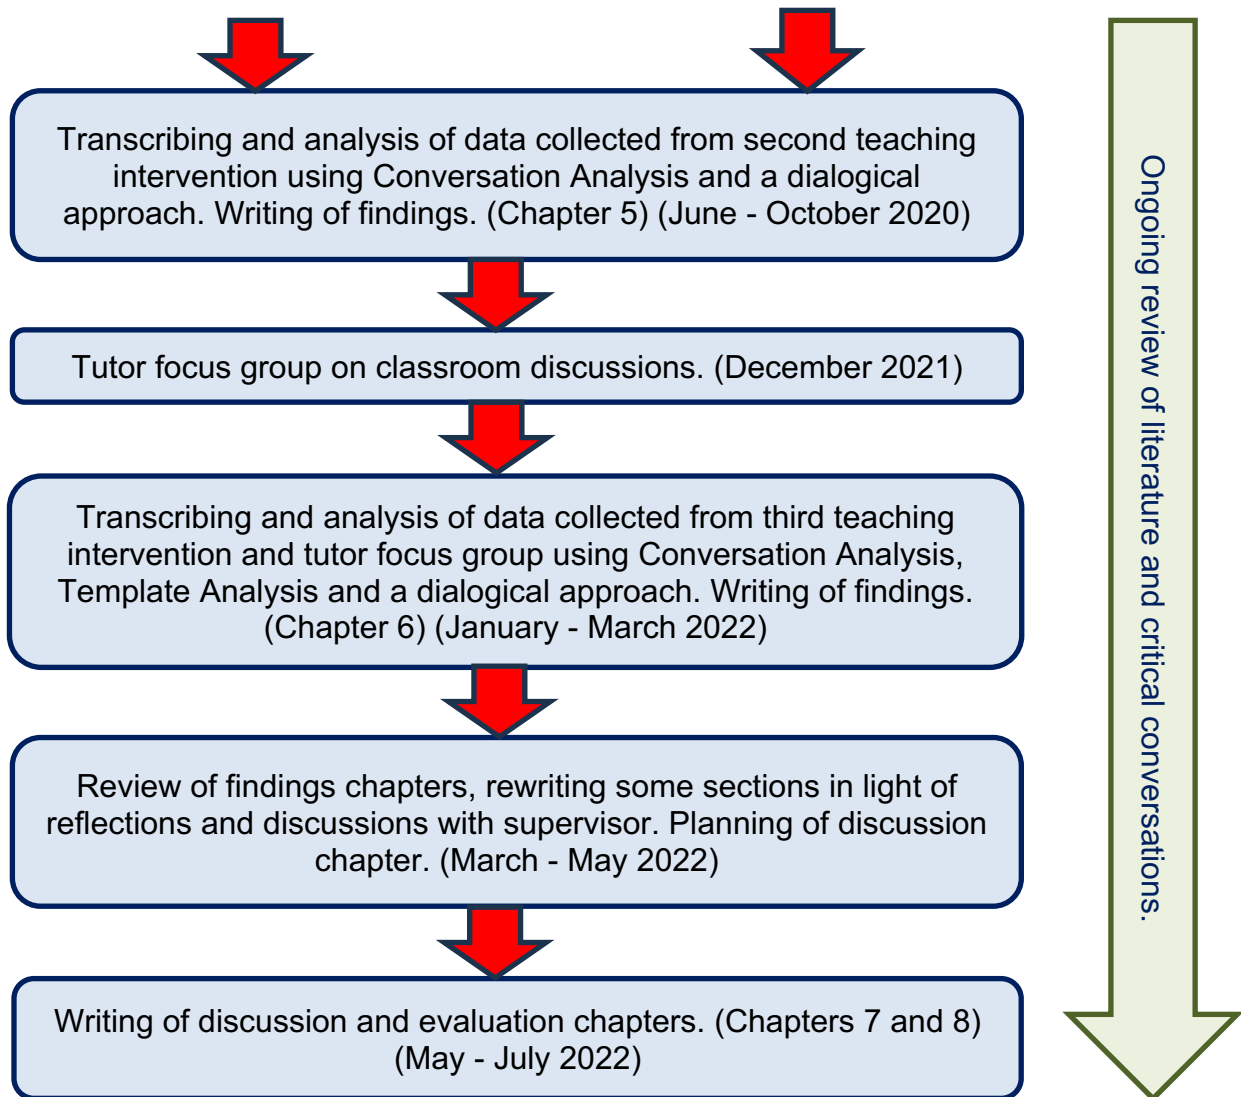 Transcribing and analysis of data collected from second teaching
intervention using Conversation Analysis and a dialogical
approach. Writing of findings. (Chapter 5) (June - October 2020)
Tutor focus group on classroom discussions. (December 2021)
Transcribing and analysis of data collected from third teaching
intervention and tutor focus group using Conversation Analysis,
Template Analysis and a dialogical approach. Writing of findings.
(Chapter 6) (January - March 2022)
Review of findings chapters, rewriting some sections in light of
reflections and discussions with supervisor. Planning of discussion
chapter. (March - May 2022)
Writing of discussion and evaluation chapters. (Chapters 7 and 8)
(May - July 2022)
Ongoing review of literature and critical conversations.